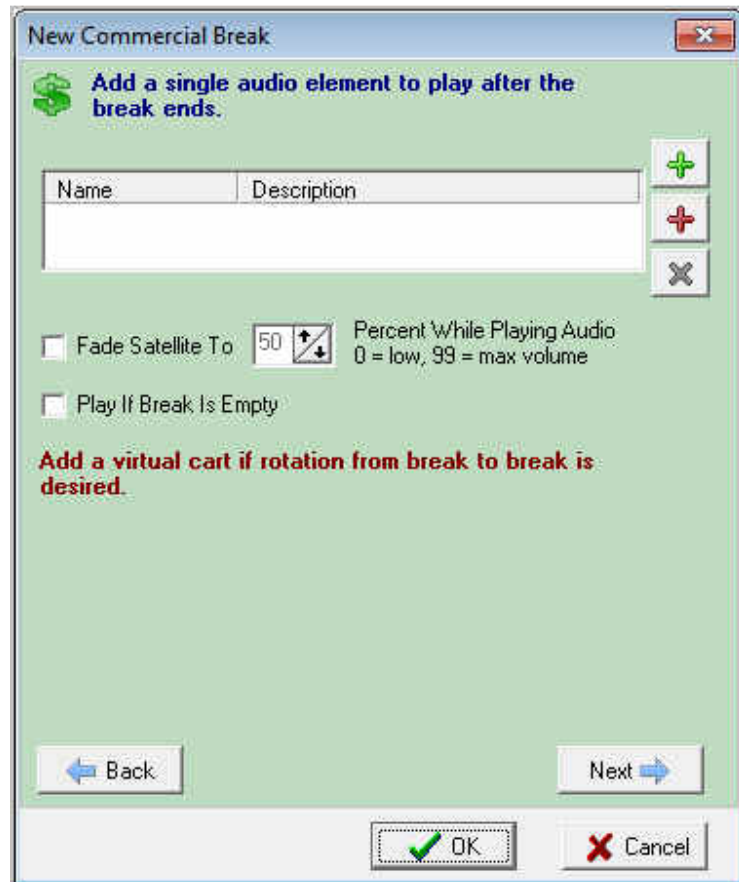 New Commercial Break
Add a single audio element to play after the
break ends.
Name Description
Fade Satellite To 50 Percent While Playing Audio
0 = low, 99 = max volume
Play If Break Is Empty
Add a virtual cart if rotation from break to break is
desired.
Back Next
OK Cancel